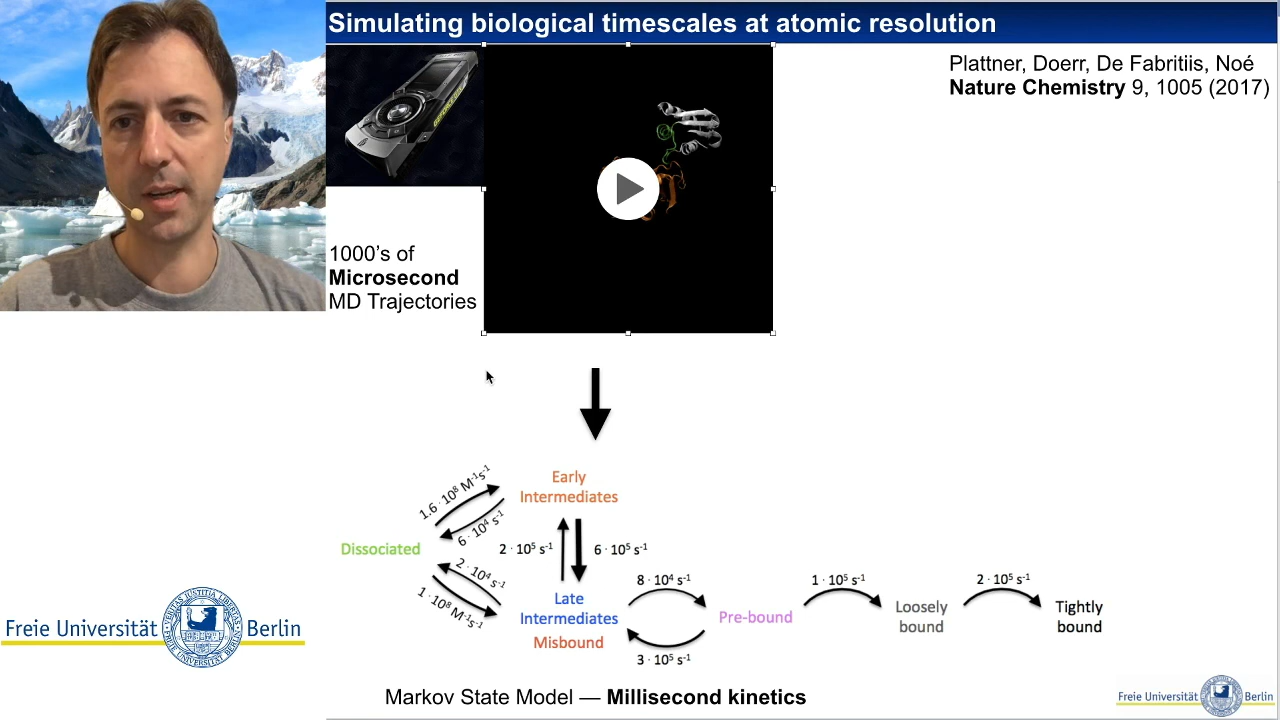 Simulating biological timescales at atomic resolution
Plattner, Doerr, De Fabritiis, Noé
Nature Chemistry 9, 1005 (2017)
1000's of
Microsecond
MD Trajectories
1.6 · 10⁸ M⁻¹s⁻¹
6 · 10⁴ s⁻¹
Early
Intermediates
Dissociated
2 · 10⁵ s⁻¹
6 · 10⁵ s⁻¹
2 · 10⁴ s⁻¹
1 · 10⁸ M⁻¹s⁻¹
Late
Intermediates
Misbound
8 · 10⁴ s⁻¹
3 · 10⁵ s⁻¹
Pre-bound
1 · 10⁵ s⁻¹
Loosely
bound
2 · 10⁵ s⁻¹
Tightly
bound
Markov State Model — Millisecond kinetics
Freie Universität Berlin
Freie Universität Berlin